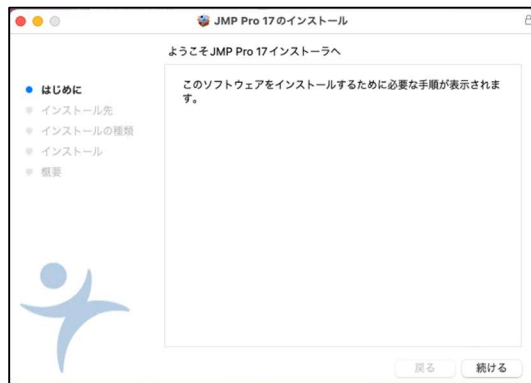 JMP Pro 17のインストール
ようこそJMP Pro 17インストーラへ
はじめに
インストール先
インストールの種類
インストール
概要
このソフトウェアをインストールするために必要な手順が表示されま
す。
戻る
続ける